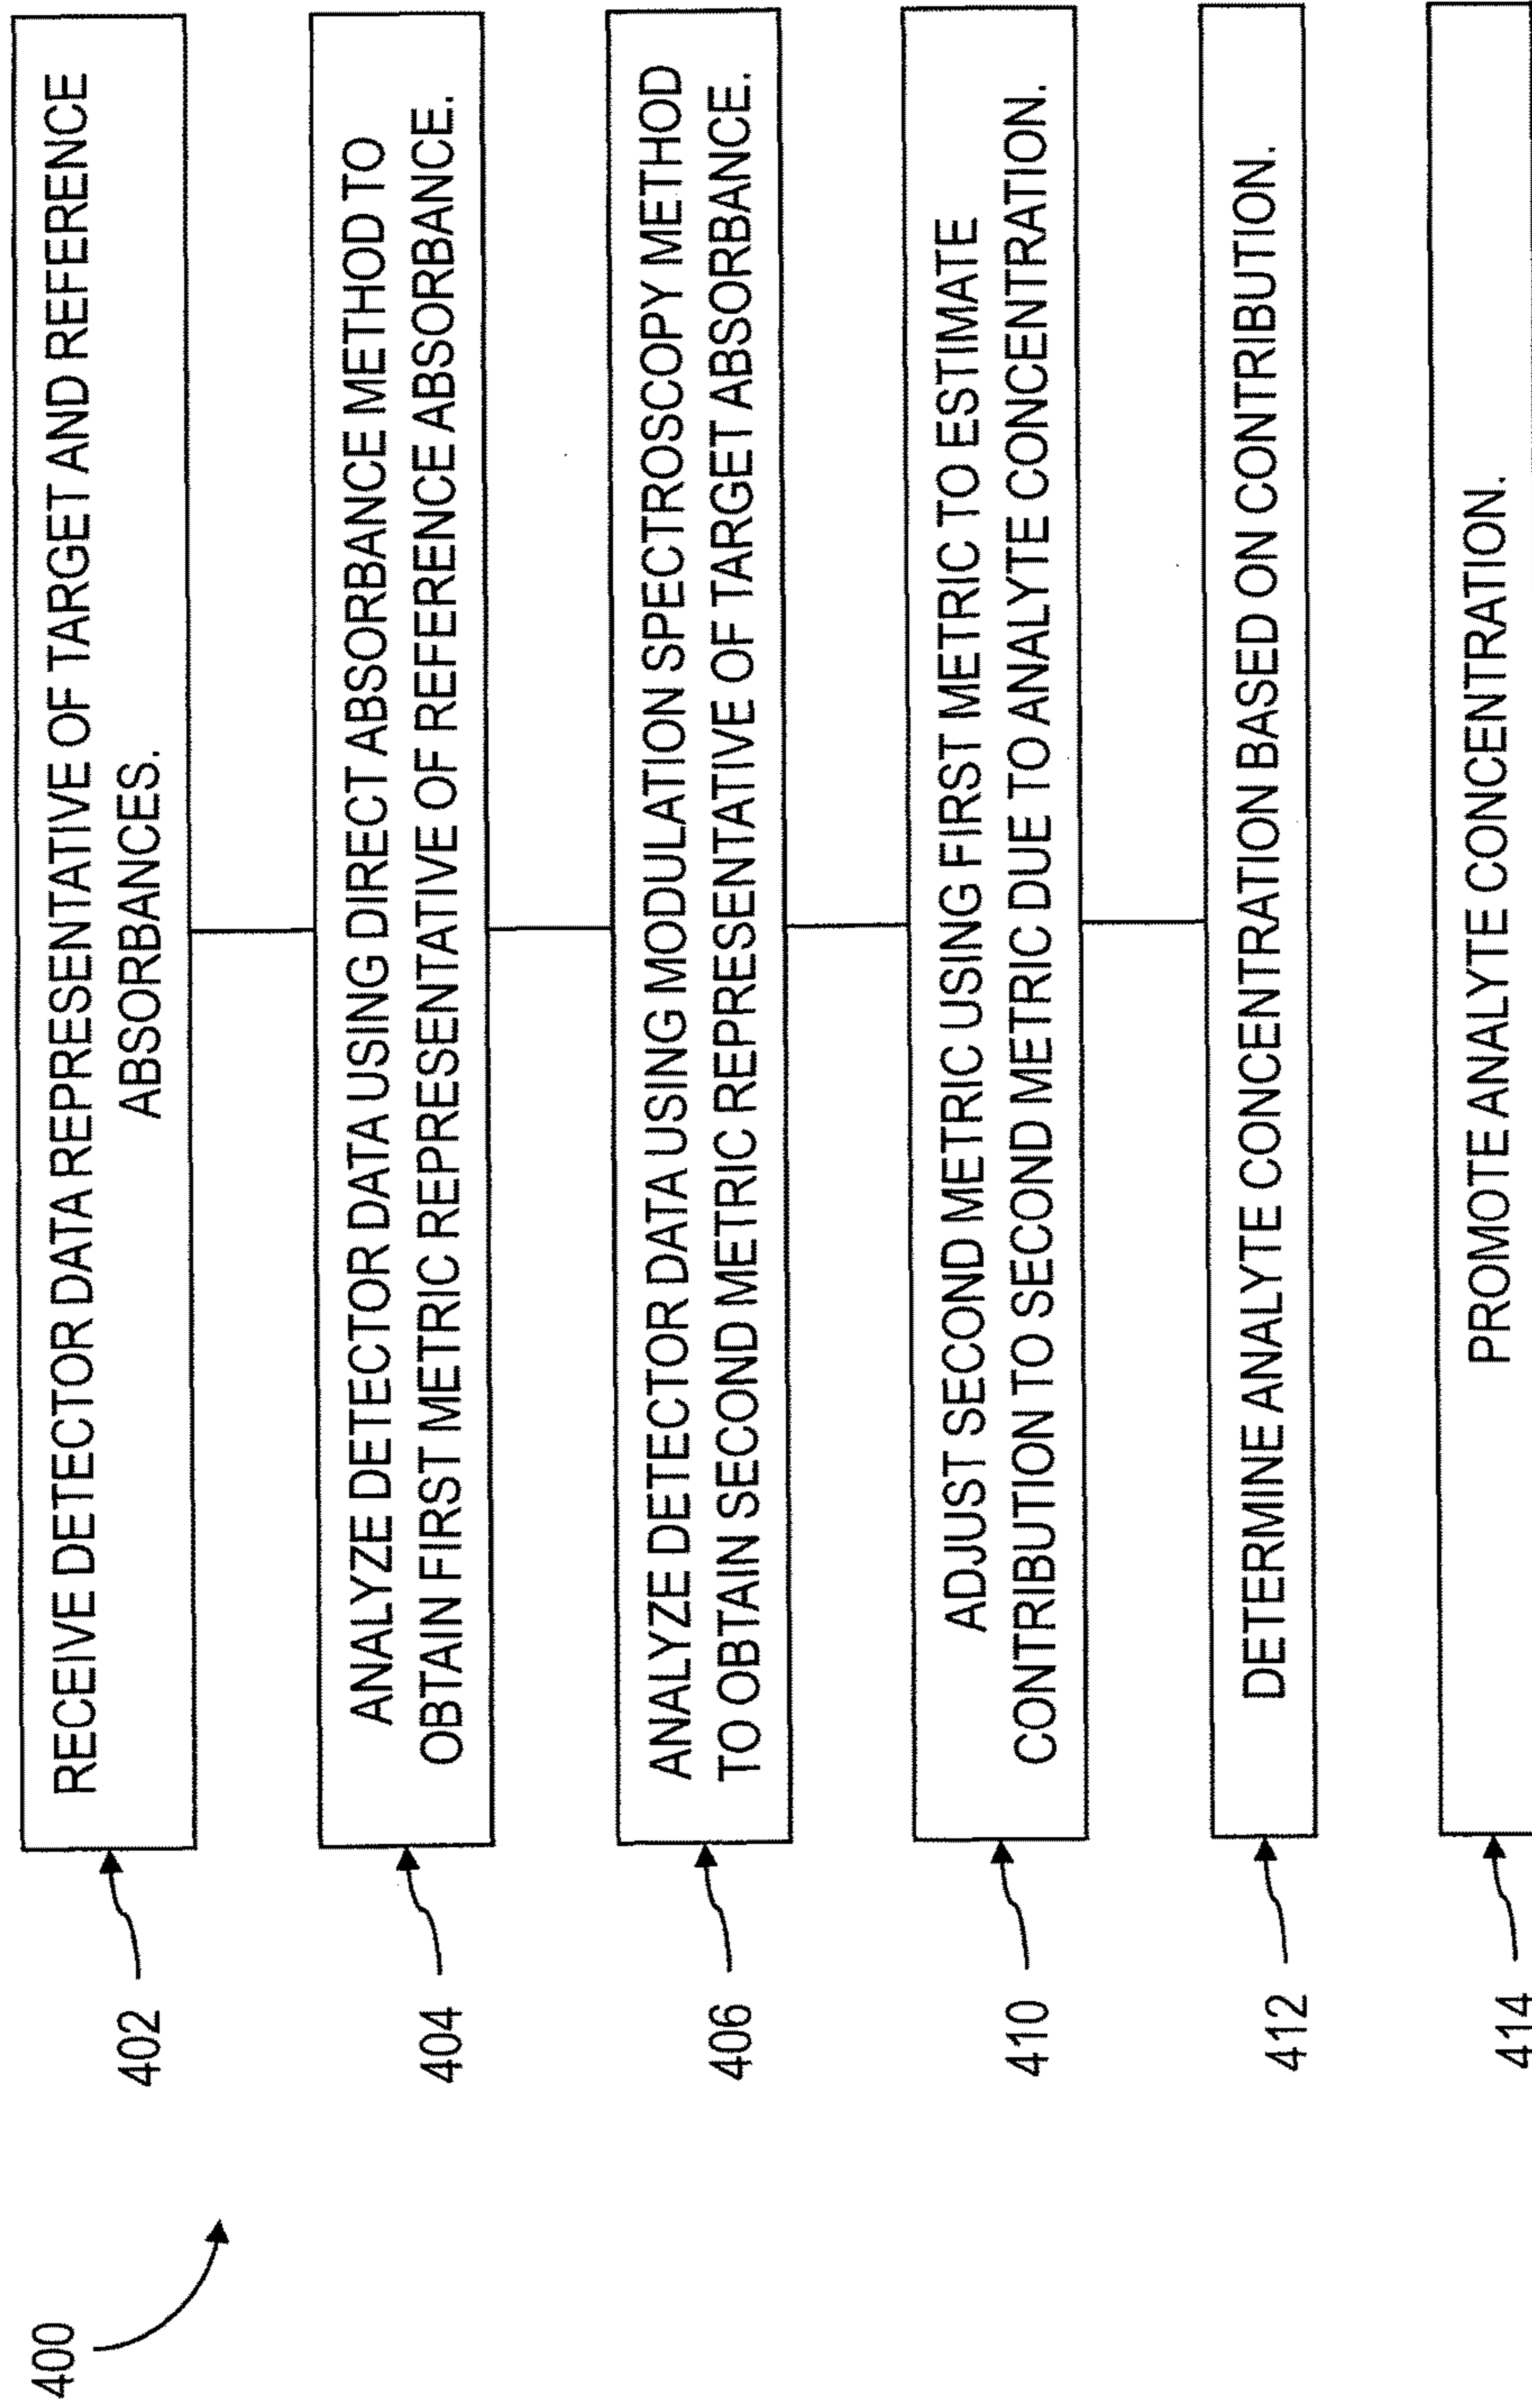 400
402
RECEIVE DETECTOR DATA REPRESENTATIVE OF TARGET AND REFERENCE
ABSORBANCES.
404
ANALYZE DETECTOR DATA USING DIRECT ABSORBANCE METHOD TO
OBTAIN FIRST METRIC REPRESENTATIVE OF REFERENCE ABSORBANCE.
406
ANALYZE DETECTOR DATA USING MODULATION SPECTROSCOPY METHOD
TO OBTAIN SECOND METRIC REPRESENTATIVE OF TARGET ABSORBANCE.
410
ADJUST SECOND METRIC USING FIRST METRIC TO ESTIMATE
CONTRIBUTION TO SECOND METRIC DUE TO ANALYTE CONCENTRATION.
412
DETERMINE ANALYTE CONCENTRATION BASED ON CONTRIBUTION.
414
PROMOTE ANALYTE CONCENTRATION.